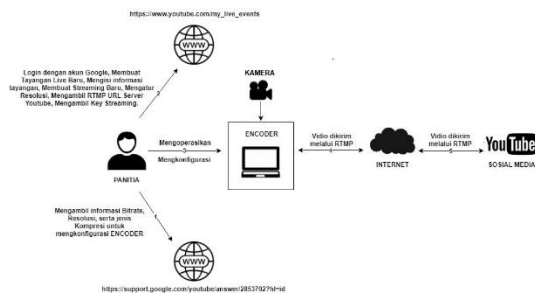 https://www.youtube.com/my_live_events
WWW
Login dengan akun Google, Membuat
Tayangan Live Baru, Mengisi informasi
tayangan, Membuat Streaming Baru, Mengatur
Resolusi, Mengambil RTMP URL Server
Youtube, Mengambil Key Streaming.
2
KAMERA
ENCODER
Mengoperasikan
3
Mengkonfigurasi
PANITIA
Vidio dikirim
melalui RTMP
4
INTERNET
Vidio dikirim
melalui RTMP
5
YouTube
SOSIAL MEDIA
Mengambil informasi Bitrate,
Resolusi, serta jenis
Kompresi untuk
mengkonfigurasi ENCODER
1
WWW
https://support.google.com/youtube/answer/2853702?hl=id